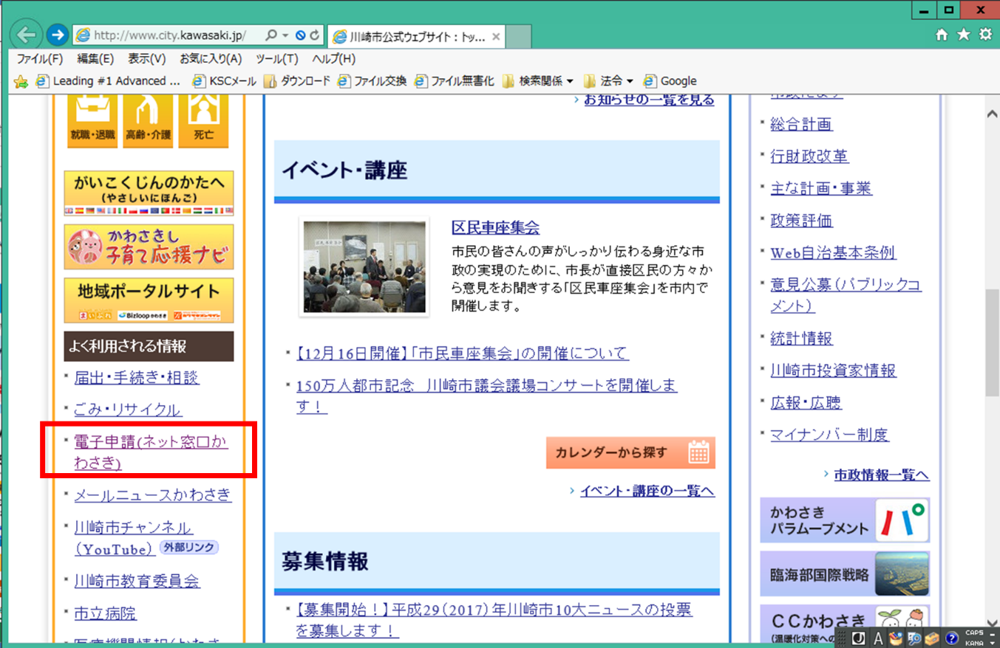 http://www.city.kawasaki.jp/
川崎市公式ウェブサイト：トッ...
ファイル(F) 編集(E) 表示(V) お気に入り(A) ツール(T) ヘルプ(H)
Leading #1 Advanced ... KSCメール ダウンロード ファイル交換 ファイル無害化 検索関係 法令 Google
就職・退職 高齢・介護 死亡
がいこくじんのかたへ
(やさしいにほんご)
かわさきし
子育て応援ナビ
地域ポータルサイト
まいぷれ Bizloopかわさき
よく利用される情報
届出・手続き・相談
ごみ・リサイクル
電子申請(ネット窓口か
わさき)
メールニュースかわさき
川崎市チャンネル
（YouTube） 外部リンク
川崎市教育委員会
市立病院
お知らせの一覧を見る
イベント・講座
区民車座集会
市民の皆さんの声がしっかり伝わる身近な市
政の実現のために、市長が直接区民の方々か
ら意見をお聞きする「区民車座集会」を市内で
開催します。
【12月16日開催】「市民車座集会」の開催について
150万人都市記念　川崎市議会議場コンサートを開催しま
す！
カレンダーから探す
イベント・講座の一覧へ
募集情報
【募集開始！】平成29（2017）年川崎市10大ニュースの投票
を募集します！
市政だより
総合計画
行財政改革
主な計画・事業
政策評価
Web自治基本条例
意見公募（パブリックコ
メント）
統計情報
川崎市投資家情報
広報・広聴
マイナンバー制度
市政情報一覧へ
かわさき
パラムーブメント
臨海部国際戦略
CCかわさき
(温暖化対策への
A
CAPS
KANA